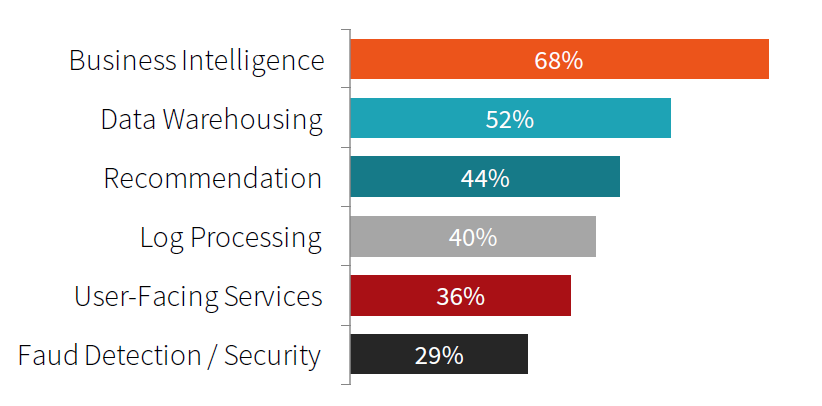 Business Intelligence 68%
Data Warehousing 52%
Recommendation 44%
Log Processing 40%
User-Facing Services 36%
Faud Detection / Security 29%